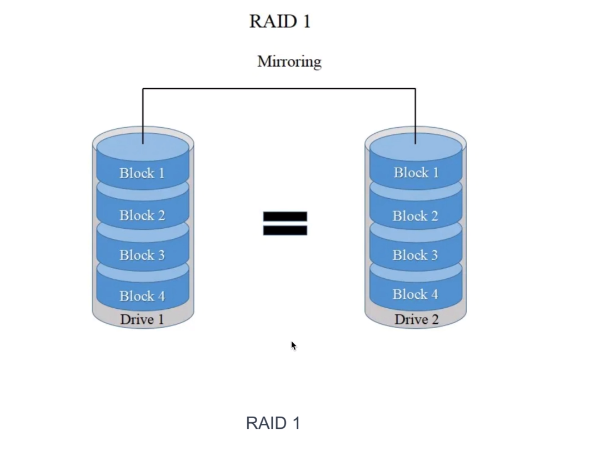 RAID 1
Mirroring
Block 1
Block 2
Block 3
Block 4
Drive 1
Block 1
Block 2
Block 3
Block 4
Drive 2
RAID 1